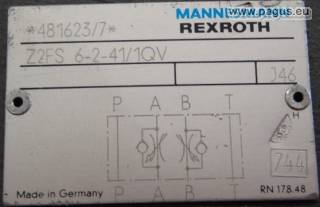 www.pagus.eu
MANNESMANN
*481623/7* REXROTH
Z2FS 6-2-41/1QV
J46
P A B T
H
744
P A B T
Made in Germany RN 178.48